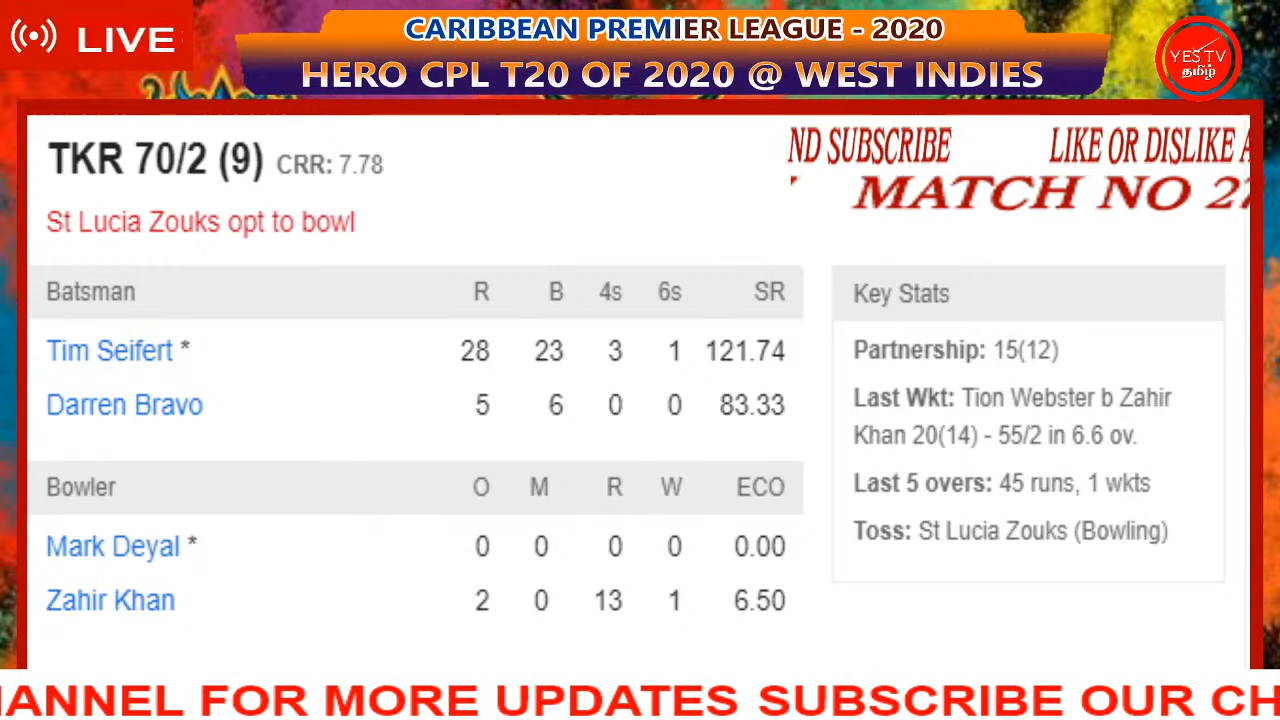 LIVE
CARIBBEAN PREMIER LEAGUE - 2020
HERO CPL T20 OF 2020 @ WEST INDIES
YES TV
தமிழ்
TKR 70/2 (9) CRR: 7.78
ND SUBSCRIBE LIKE OR DISLIKE A
MATCH NO 27
St Lucia Zouks opt to bowl
Batsman R B 4s 6s SR
Tim Seifert * 28 23 3 1 121.74
Darren Bravo 5 6 0 0 83.33
Bowler O M R W ECO
Mark Deyal * 0 0 0 0 0.00
Zahir Khan 2 0 13 1 6.50
Key Stats
Partnership: 15(12)
Last Wkt: Tion Webster b Zahir
Khan 20(14) - 55/2 in 6.6 ov.
Last 5 overs: 45 runs, 1 wkts
Toss: St Lucia Zouks (Bowling)
HANNEL FOR MORE UPDATES SUBSCRIBE OUR CH